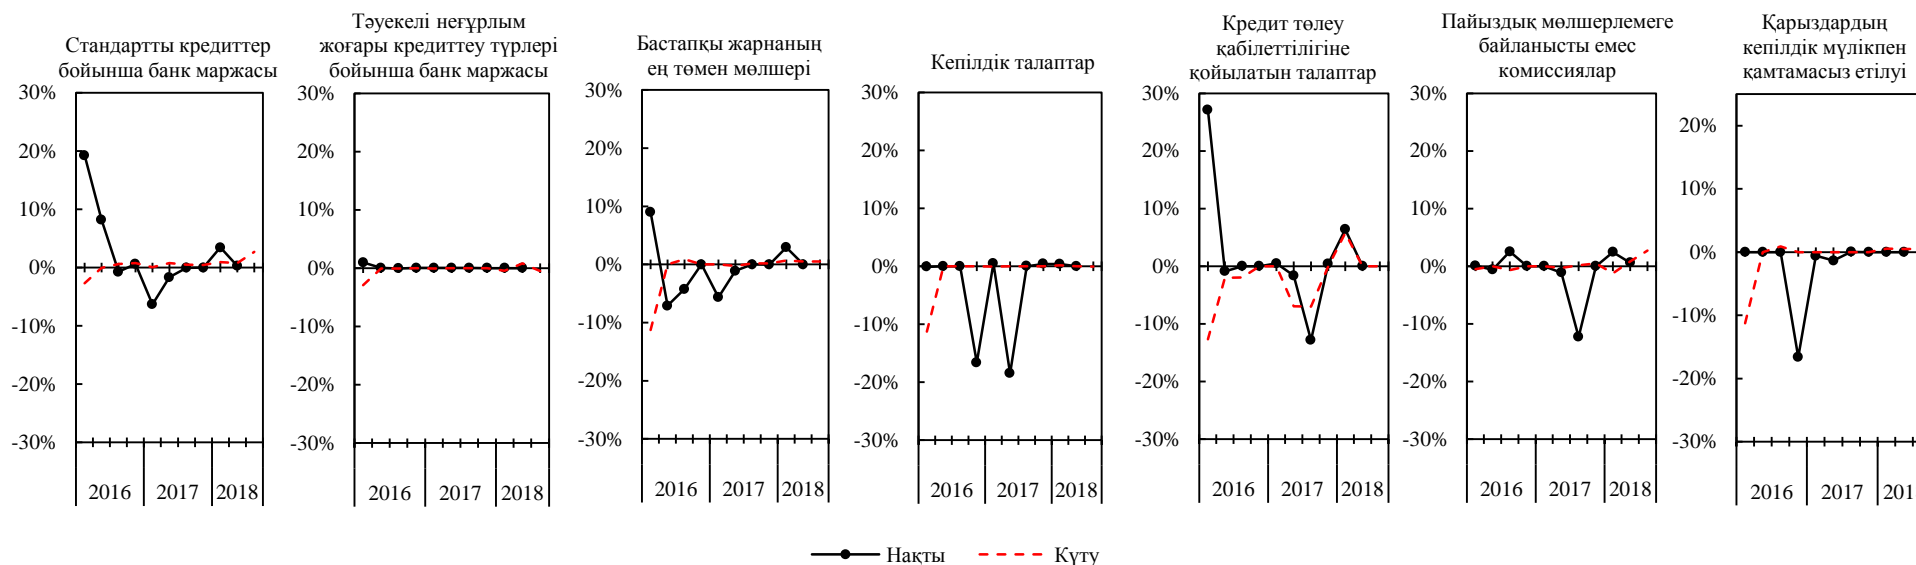 Стандартты кредиттер
бойынша банк маржасы
30%
20%
10%
0%
-10%
-20%
-30%
2016 2017 2018
Тәуекелі неғұрлым
жоғары кредиттеу түрлері
бойынша банк маржасы
30%
20%
10%
0%
-10%
-20%
-30%
2016 2017 2018
Бастапқы жарнаның
ең төмен мөлшері
30%
20%
10%
0%
-10%
-20%
-30%
2016 2017 2018
Кепілдік талаптар
30%
20%
10%
0%
-10%
-20%
-30%
2016 2017 2018
Кредит төлеу
қабілеттілігіне
қойылатын талаптар
30%
20%
10%
0%
-10%
-20%
-30%
2016 2017 2018
Пайыздық мөлшерлемеге
байланысты емес
комиссиялар
30%
20%
10%
0%
-10%
-20%
-30%
2016 2017 2018
Қарыздардың
кепілдік мүлікпен
қамтамасыз етілуі
20%
10%
0%
-10%
-20%
-30%
2016 2017 201
Нақты Күту